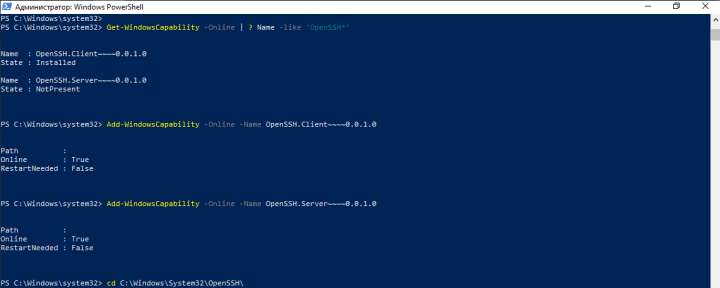 Администратор: Windows PowerShell
PS C:\Windows\system32>
PS C:\Windows\system32> Get-WindowsCapability -Online | ? Name -like 'OpenSSH*'
Name  : OpenSSH.Client~~~~0.0.1.0
State : Installed
Name  : OpenSSH.Server~~~~0.0.1.0
State : NotPresent
PS C:\Windows\system32> Add-WindowsCapability -Online -Name OpenSSH.Client~~~~0.0.1.0
Path          :
Online        : True
RestartNeeded : False
PS C:\Windows\system32> Add-WindowsCapability -Online -Name OpenSSH.Server~~~~0.0.1.0
Path          :
Online        : True
RestartNeeded : False
PS C:\Windows\system32> cd C:\Windows\System32\OpenSSH\